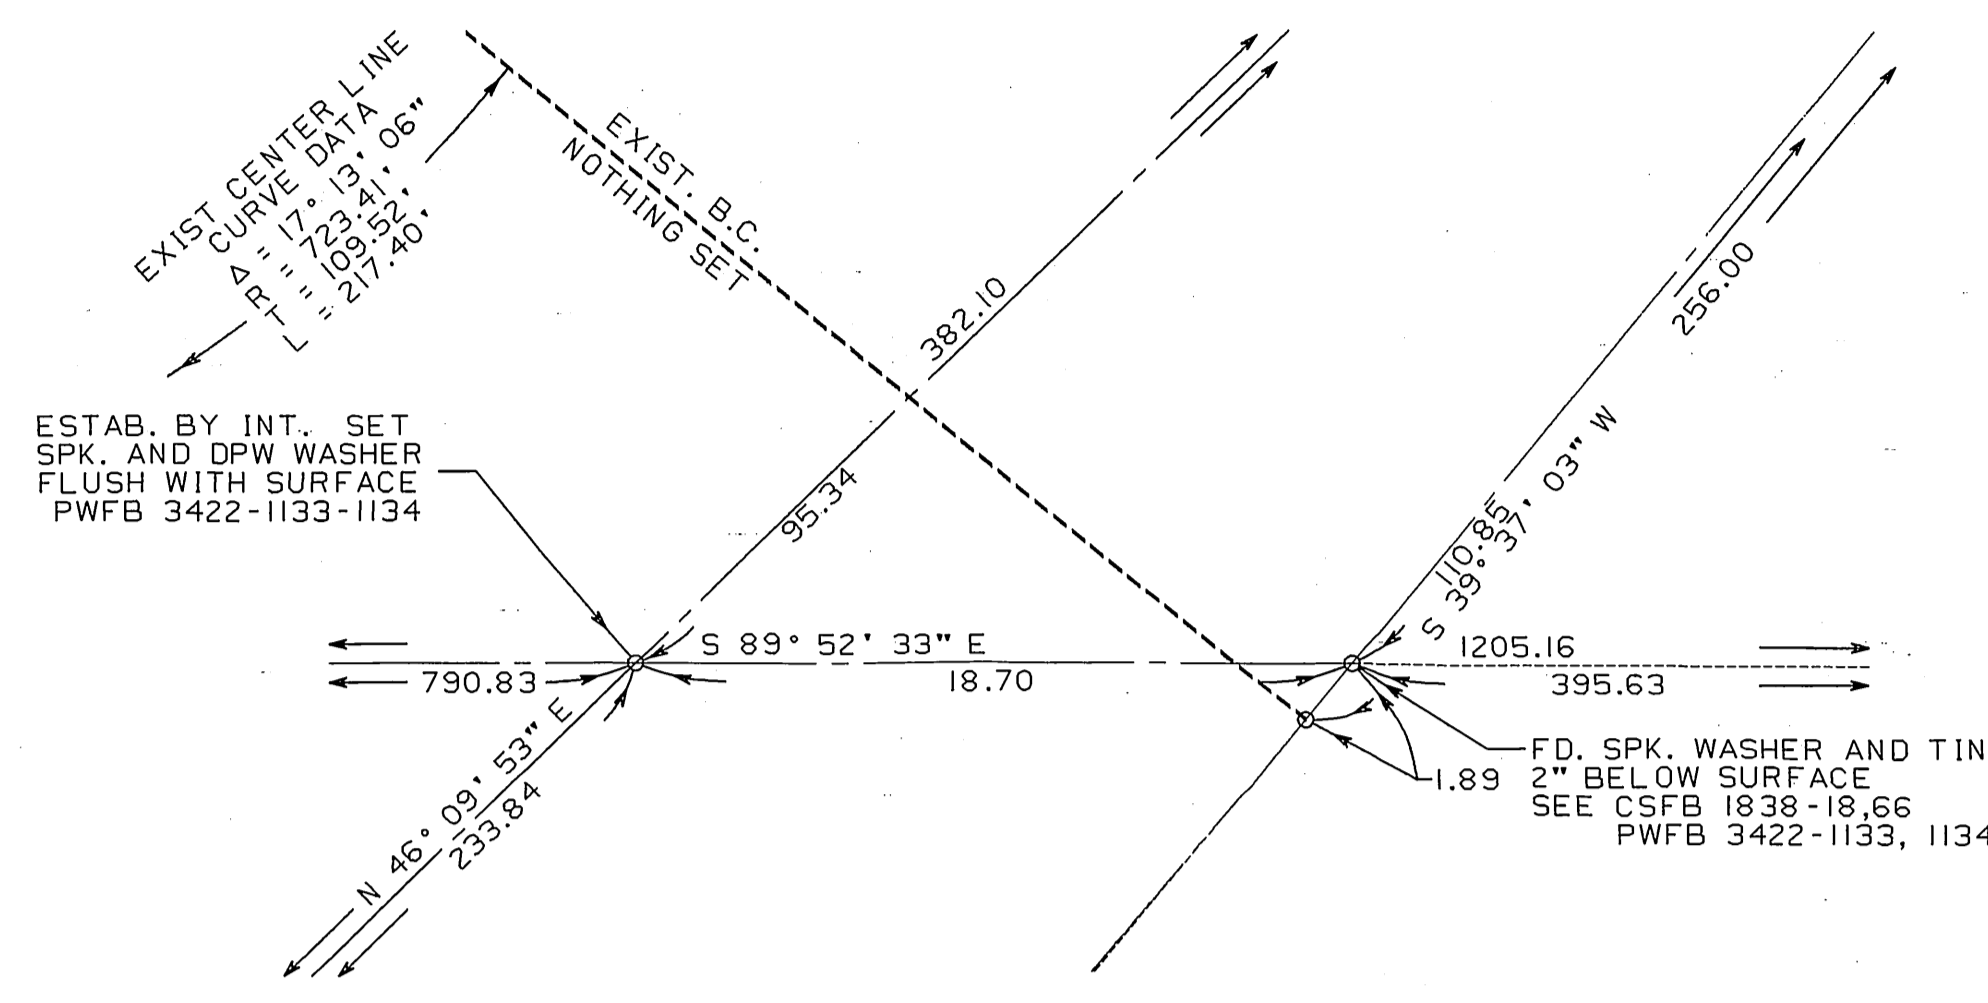 EXIST CENTER LINE
CURVE DATA
Δ = 17° 13' 06"
R = 723.41'
T = 109.52'
L = 217.40'
EXIST. B.C.
NOTHING SET
382.10
256.00
ESTAB. BY INT. SET
SPK. AND DPW WASHER
FLUSH WITH SURFACE
PWFB 3422-1133-1134
95.34
110.85
S 39° 37' 03" W
S 89° 52' 33" E
1205.16
790.83
18.70
395.63
N 46° 09' 53" E
233.84
1.89
FD. SPK. WASHER AND TIN
2" BELOW SURFACE
SEE CSFB 1838-18,66
PWFB 3422-1133, 1134